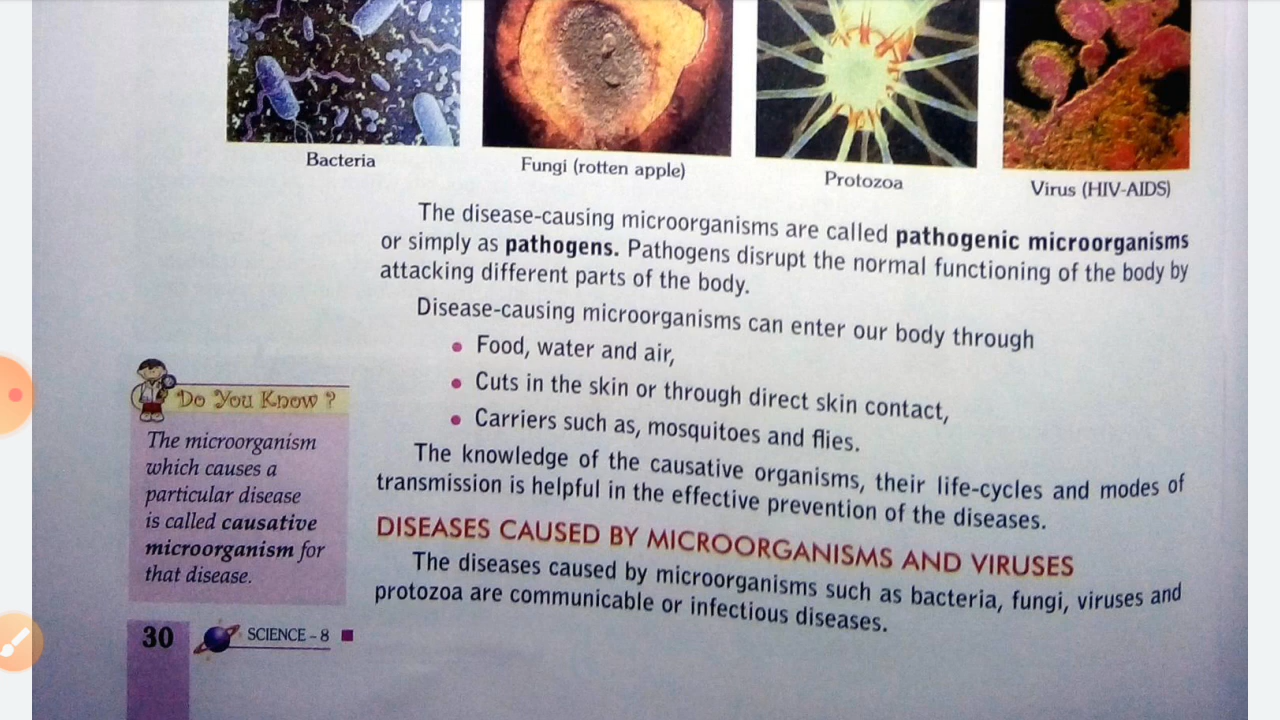 Bacteria
Fungi (rotten apple)
Protozoa
Virus (HIV-AIDS)
The disease-causing microorganisms are called pathogenic microorganisms
or simply as pathogens. Pathogens disrupt the normal functioning of the body by
attacking different parts of the body.
Disease-causing microorganisms can enter our body through
• Food, water and air,
• Cuts in the skin or through direct skin contact,
• Carriers such as, mosquitoes and flies.
The knowledge of the causative organisms, their life-cycles and modes of
transmission is helpful in the effective prevention of the diseases.
DISEASES CAUSED BY MICROORGANISMS AND VIRUSES
The diseases caused by microorganisms such as bacteria, fungi, viruses and
protozoa are communicable or infectious diseases.
Do You Know ?
The microorganism
which causes a
particular disease
is called causative
microorganism for
that disease.
30 SCIENCE – 8